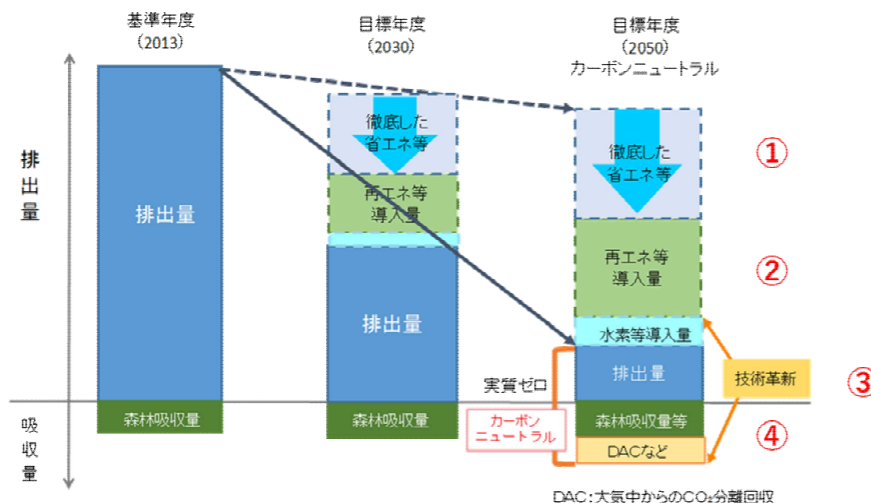 基準年度
(2013)
目標年度
(2030)
目標年度
(2050)
カーボンニュートラル
排出量
吸収量
排出量
森林吸収量
徹底した
省エネ等
再エネ等
導入量
排出量
森林吸収量
徹底した
省エネ等
再エネ等
導入量
水素等導入量
排出量
森林吸収量等
DACなど
実質ゼロ
カーボン
ニュートラル
技術革新
①
②
③
④
DAC:大気中からのCO₂分離回収